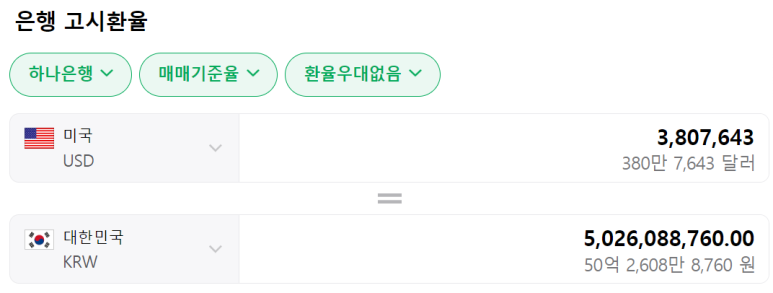 은행 고시환율
하나은행 매매기준율 환율우대없음
미국
USD
3,807,643
380만 7,643 달러
대한민국
KRW
5,026,088,760.00
50억 2,608만 8,760 원